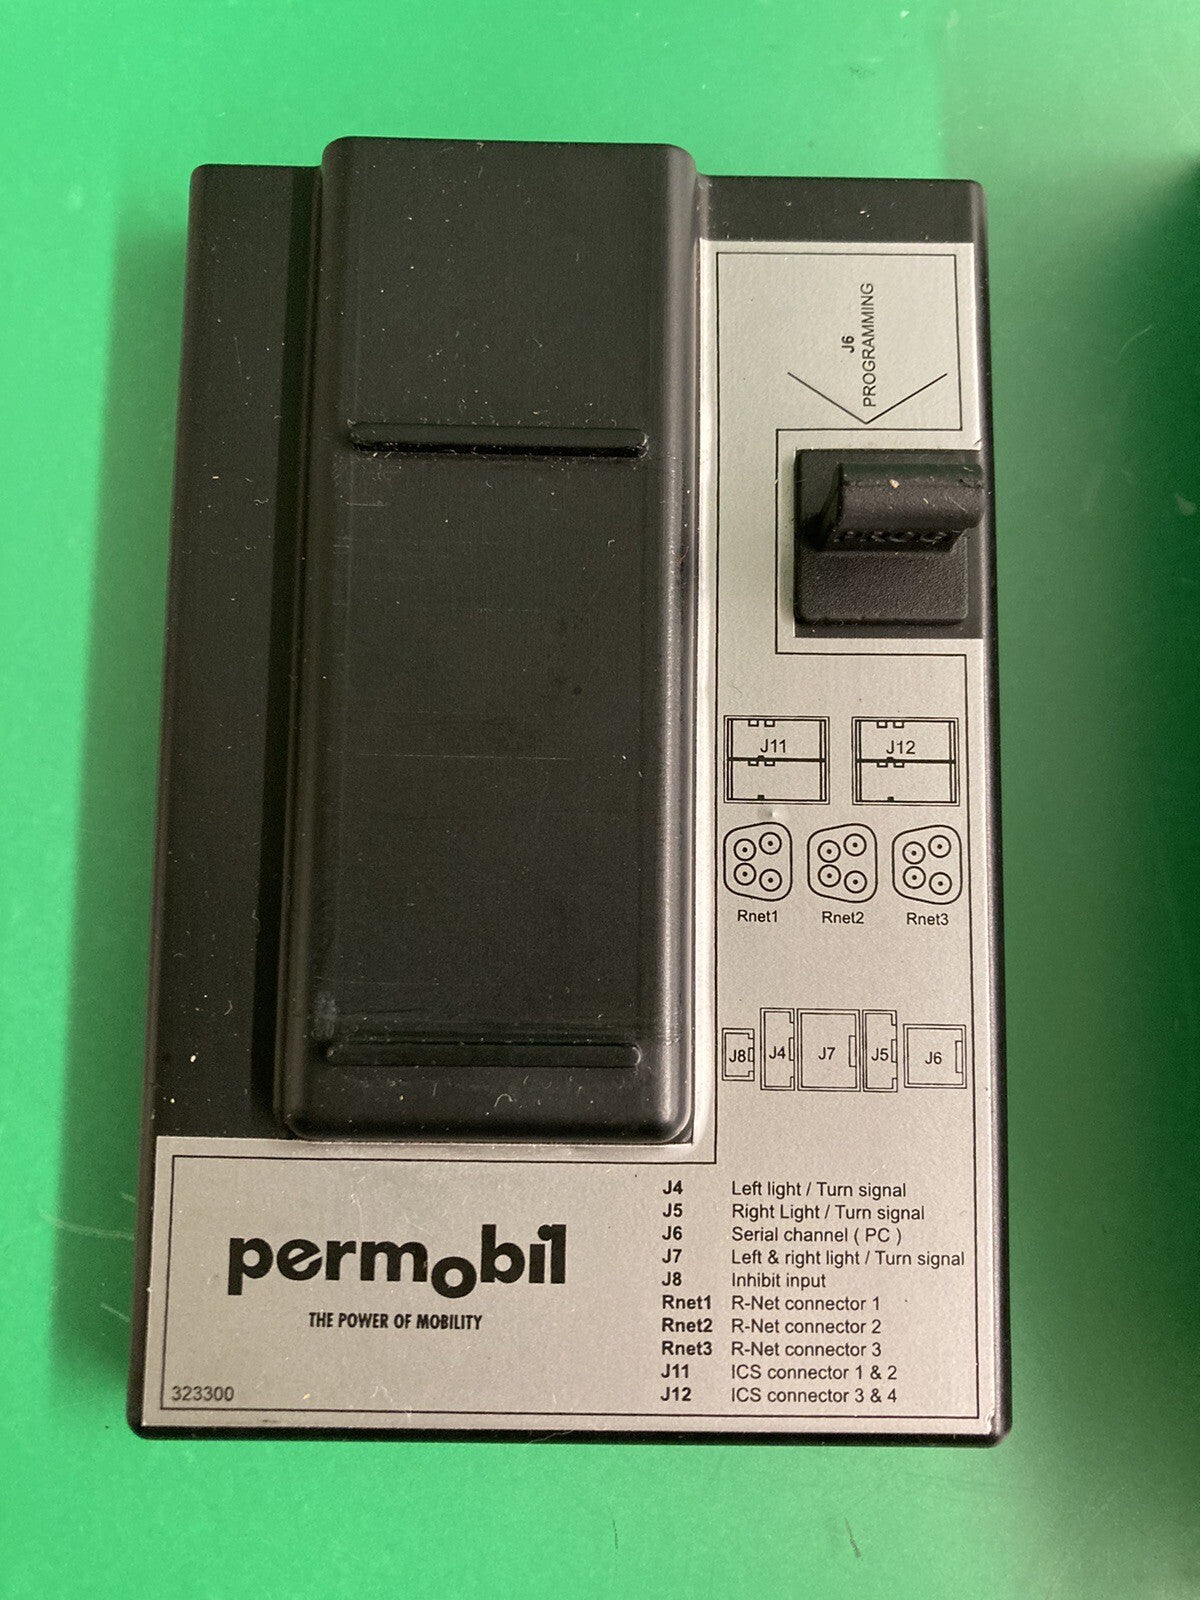 J6
PROGRAMMING
PROG
J11 J12
Rnet1 Rnet2 Rnet3
J8 J4 J7 J5 J6
J4 Left light / Turn signal
J5 Right Light / Turn signal
J6 Serial channel ( PC )
J7 Left & right light / Turn signal
J8 Inhibit input
Rnet1 R-Net connector 1
Rnet2 R-Net connector 2
Rnet3 R-Net connector 3
J11 ICS connector 1 & 2
J12 ICS connector 3 & 4
permobil
THE POWER OF MOBILITY
323300